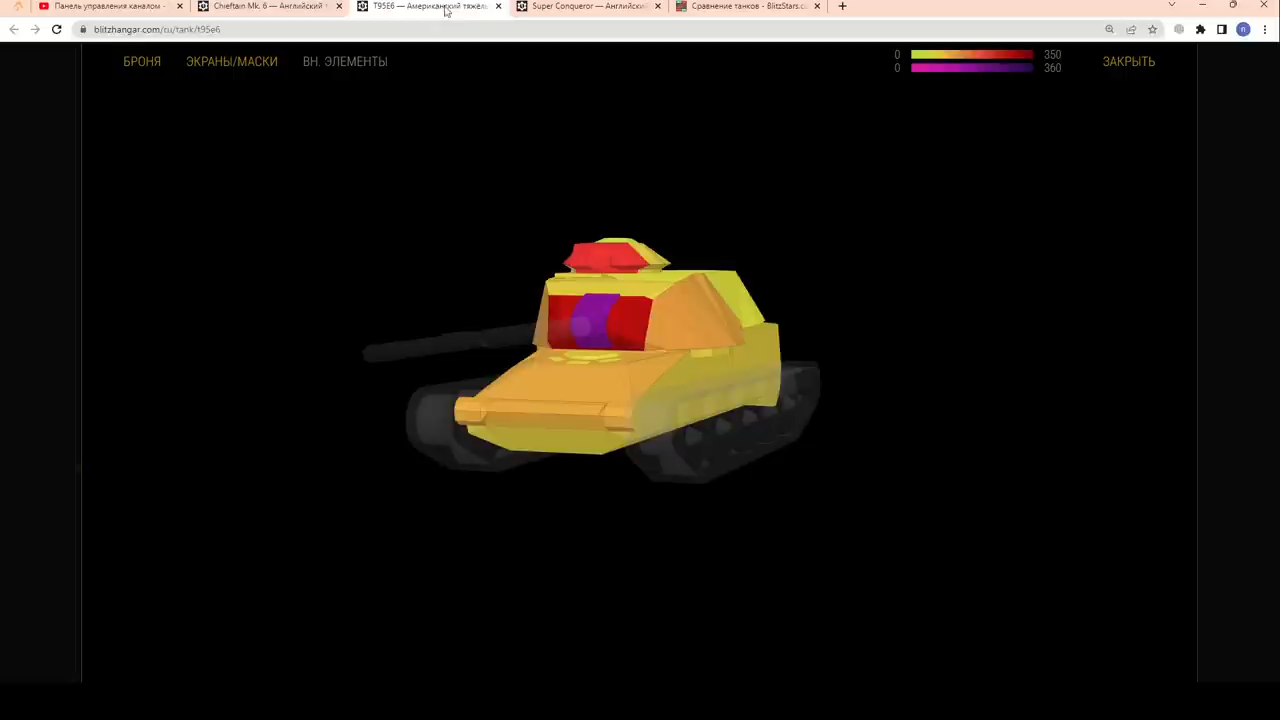 Панель управления каналом -
Chieftain Mk. 6 — Английский т
T95E6 — Американский тяжель
Super Conqueror — Английский
Сравнение танков - BlitzStars.c
blitzhangar.com/ru/tank/t95e6
п
БРОНЯ ЭКРАНЫ/МАСКИ ВН. ЭЛЕМЕНТЫ
0 350
0 360
ЗАКРЫТЬ